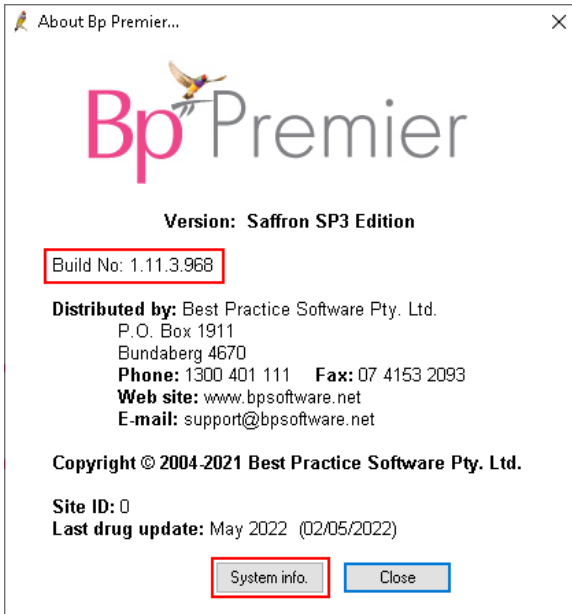 About Bp Premier...
Bp Premier
Version: Saffron SP3 Edition
Build No: 1.11.3.968
Distributed by: Best Practice Software Pty. Ltd.
P.O. Box 1911
Bundaberg 4670
Phone: 1300 401 111 Fax: 07 4153 2093
Web site: www.bpsoftware.net
E-mail: support@bpsoftware.net
Copyright © 2004-2021 Best Practice Software Pty. Ltd.
Site ID: 0
Last drug update: May 2022 (02/05/2022)
System info. Close